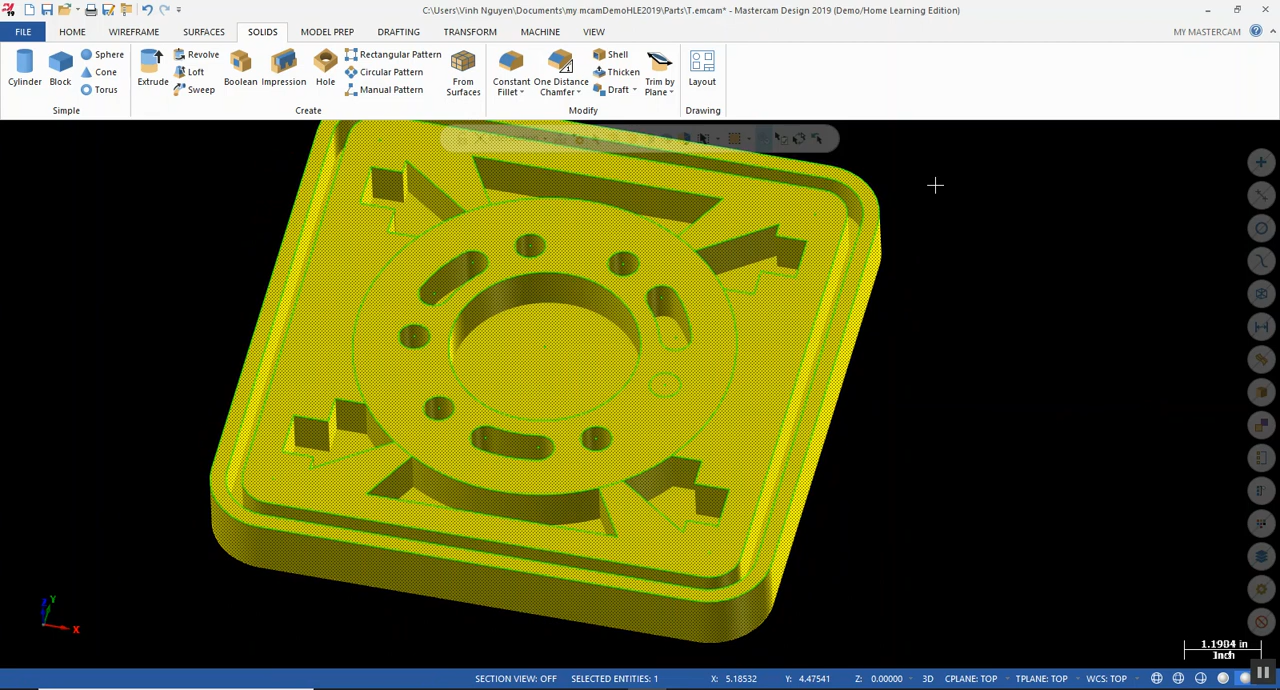 C:\Users\Vinh Nguyen\Documents\my mcamDemoHLE2019\Parts\T.emcam* - Mastercam Design 2019 (Demo/Home Learning Edition)
FILE HOME WIREFRAME SURFACES SOLIDS MODEL PREP DRAFTING TRANSFORM MACHINE VIEW MY MASTERCAM
Cylinder Block Sphere Cone Torus
Simple
Extrude Revolve Loft Sweep Boolean Impression Hole Rectangular Pattern Circular Pattern Manual Pattern From Surfaces
Create
Constant Fillet One Distance Chamfer Shell Thicken Draft Trim by Plane
Modify
Layout
Drawing
Z Y
X
1.1904 in
Inch
SECTION VIEW: OFF SELECTED ENTITIES: 1 X: 5.18532 Y: 4.47541 Z: 0.00000 3D CPLANE: TOP TPLANE: TOP WCS: TOP